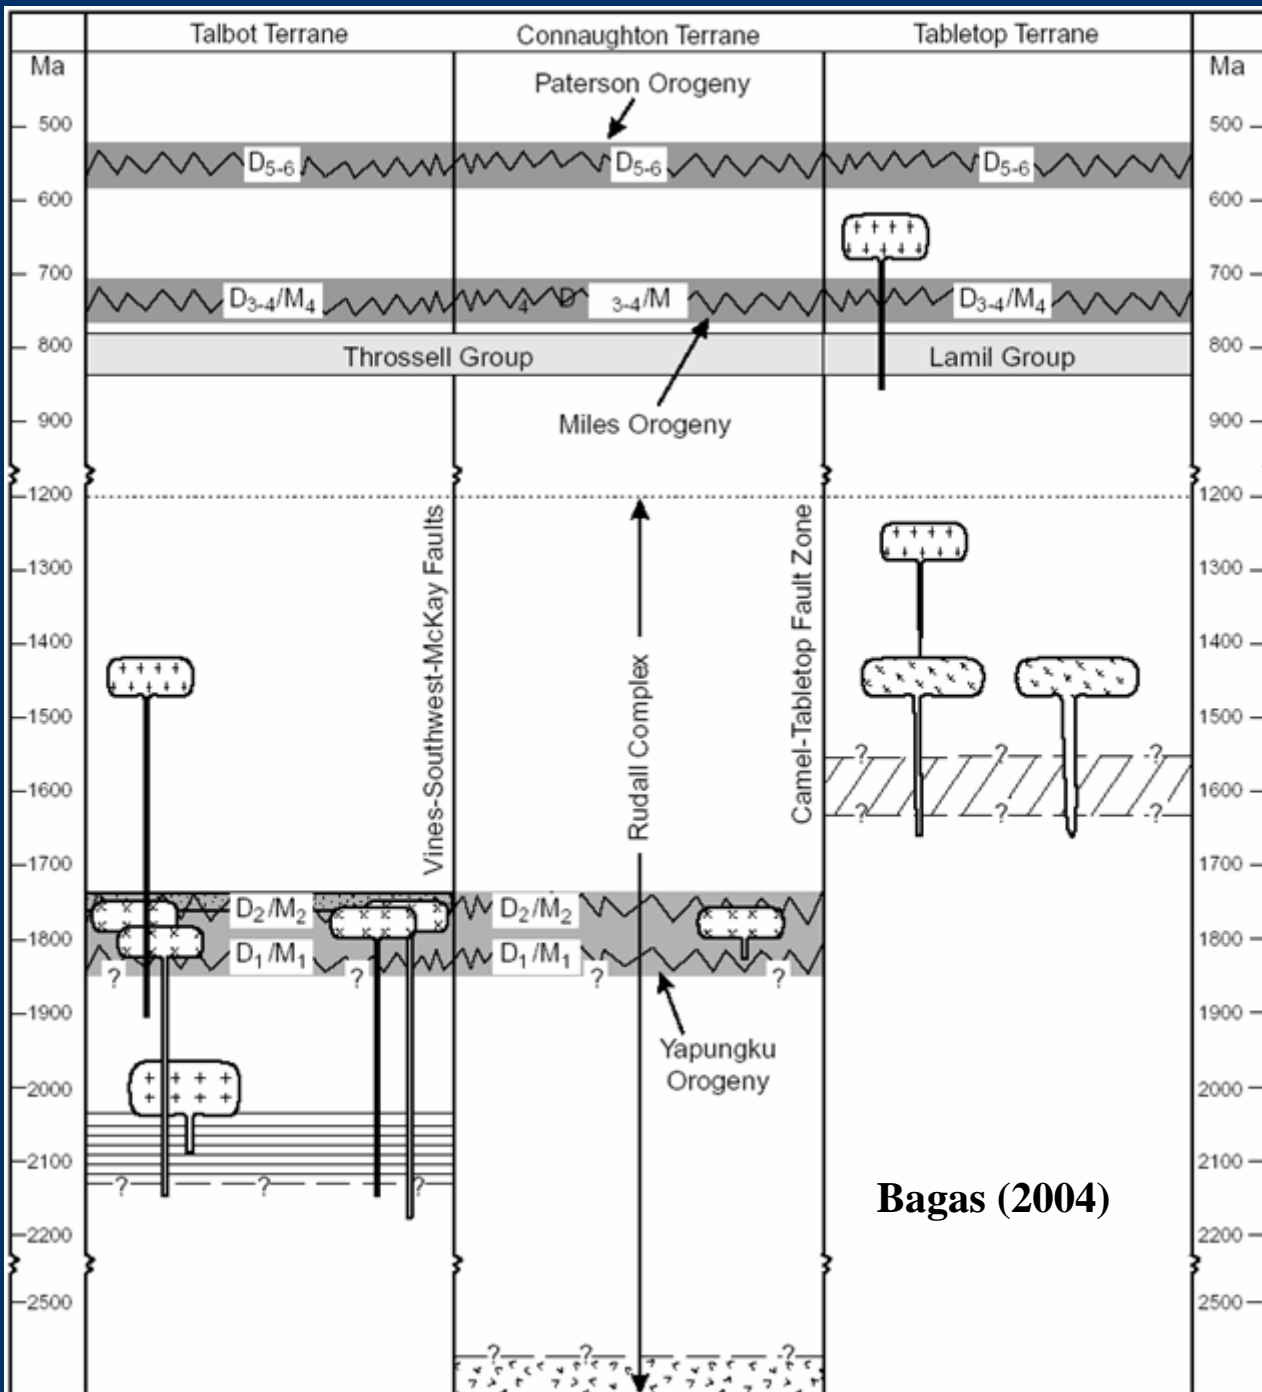 Talbot Terrane Connaughton Terrane Tabletop Terrane
Ma Ma
Paterson Orogeny
500 500
D5-6 D5-6 D5-6
600 600
700 700
D3-4/M4 4 D 3-4/M D3-4/M4
800 Throssell Group Lamil Group 800
900 Miles Orogeny 900
1200 1200
Vines-Southwest-McKay Faults
Rudall Complex
Camel-Tabletop Fault Zone
1300 1300
1400 1400
1500 1500
? ? ?
1600 1600
? ? ?
1700 1700
D2/M2 D2/M2
1800 1800
D1/M1 D1/M1
? ? ? ?
1900 1900
Yapungku
Orogeny
2000 2000
2100 2100
? ? ?
Bagas (2004)
2200 2200
2500 2500
? ? ?